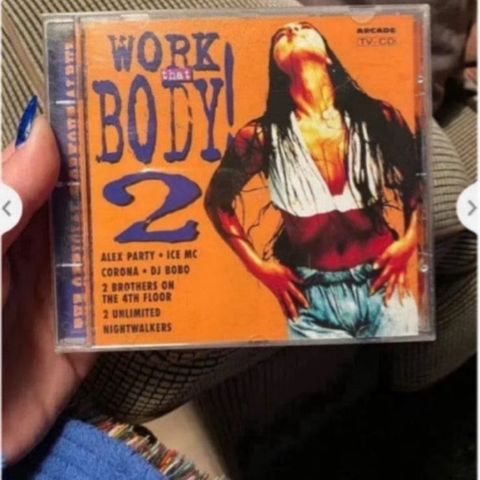 ARCADE
TV-CD
WORK
that
BODY!
2
ALEX PARTY • ICE MC
CORONA • DJ BOBO
2 BROTHERS ON
THE 4TH FLOOR
2 UNLIMITED
NIGHTWALKERS